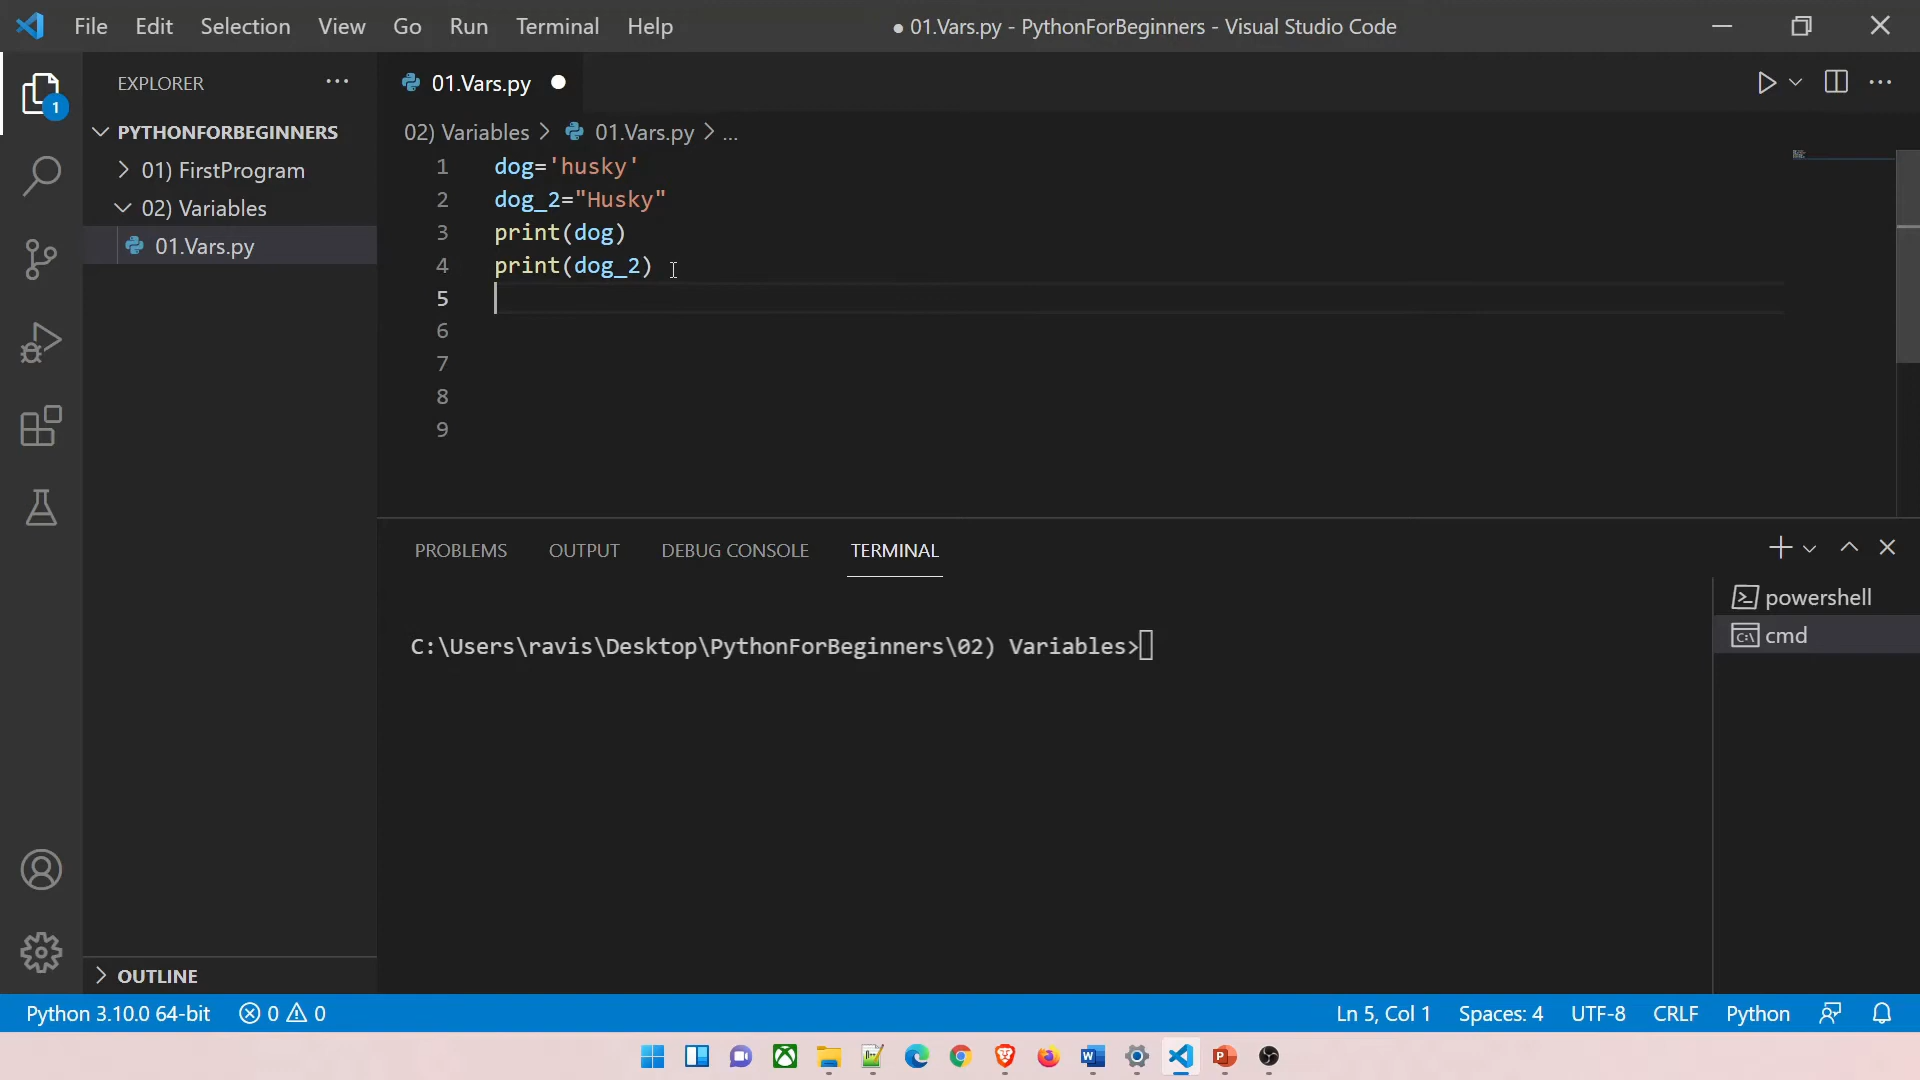 File Edit Selection View Go Run Terminal Help
● 01.Vars.py - PythonForBeginners - Visual Studio Code
EXPLORER
1
PYTHONFORBEGINNERS
01) FirstProgram
02) Variables
01.Vars.py
OUTLINE
01.Vars.py
02) Variables > 01.Vars.py > ...
1 dog='husky'
2 dog_2="Husky"
3 print(dog)
4 print(dog_2)
5
6
7
8
9
PROBLEMS OUTPUT DEBUG CONSOLE TERMINAL
C:\Users\ravis\Desktop\PythonForBeginners\02) Variables>
powershell
cmd
Python 3.10.0 64-bit 0 0
Ln 5, Col 1 Spaces: 4 UTF-8 CRLF Python